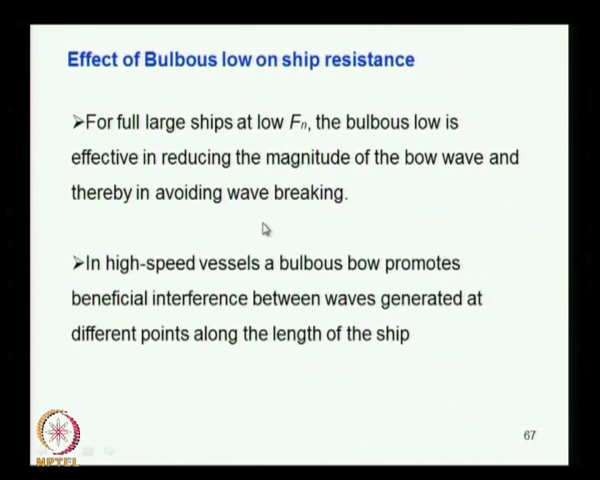 Effect of Bulbous low on ship resistance
➢For full large ships at low Fn, the bulbous low is
effective in reducing the magnitude of the bow wave and
thereby in avoiding wave breaking.
➢In high-speed vessels a bulbous bow promotes
beneficial interference between waves generated at
different points along the length of the ship
67
NPTEL